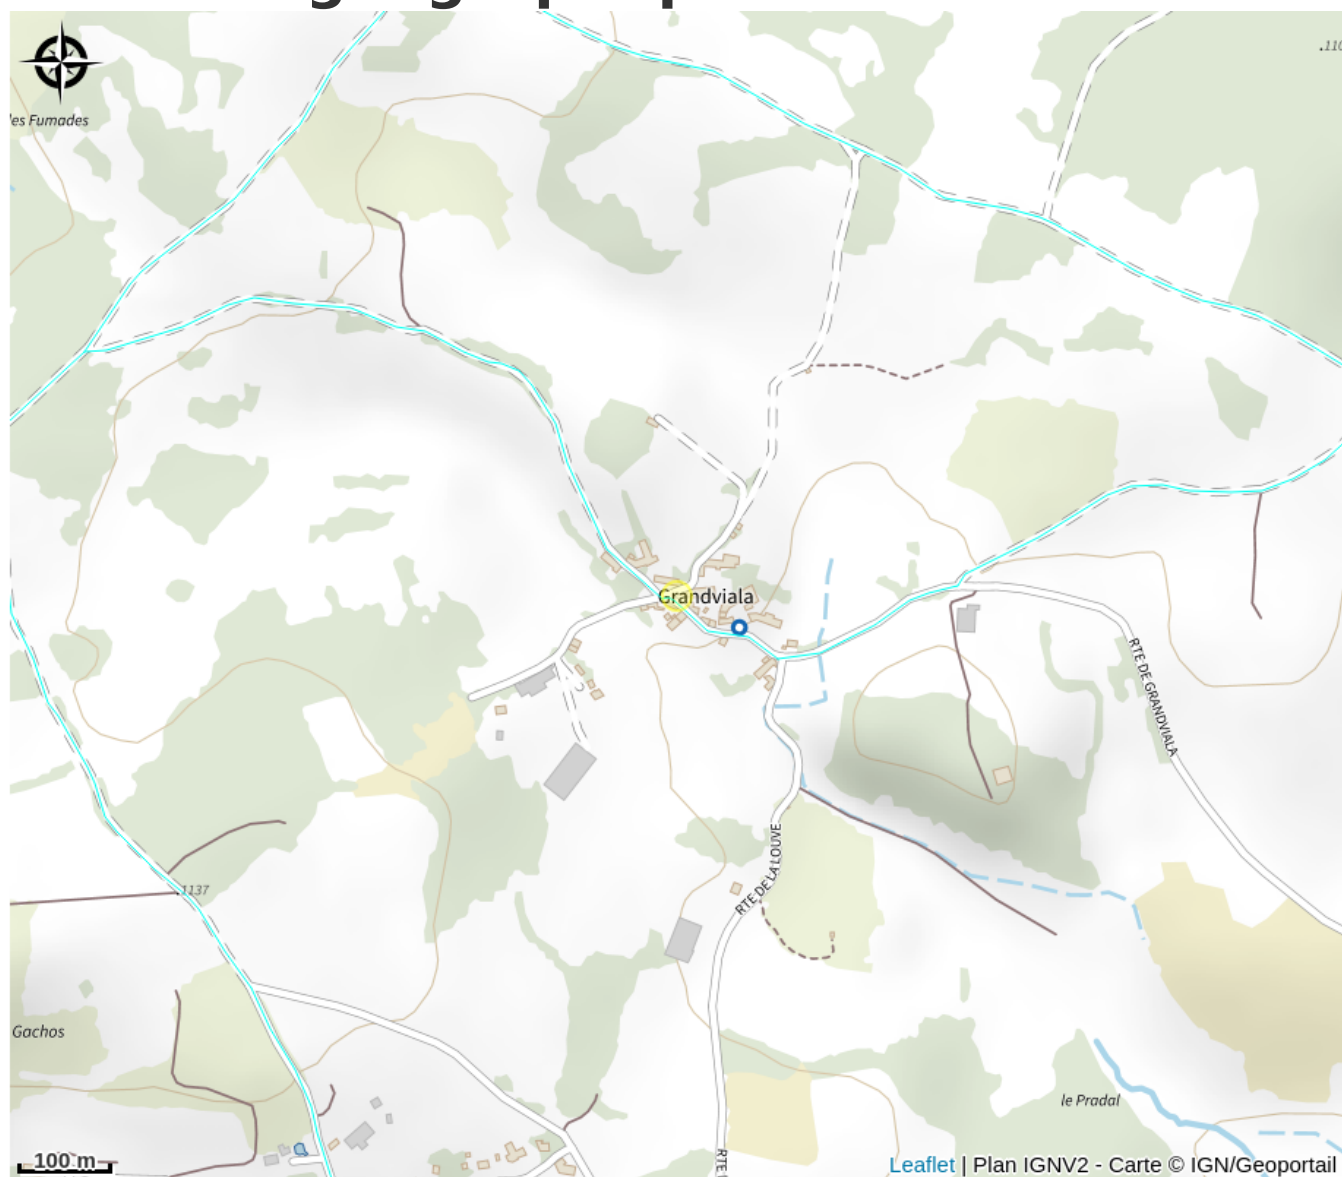 .110
les Fumades
Grandviala
RTE DE GRANDVIALA
RTE DE LA LOUVE
.1137
Gachos
le Pradal
RTE
100 m
Leaflet | Plan IGNV2 - Carte © IGN/Geoportail